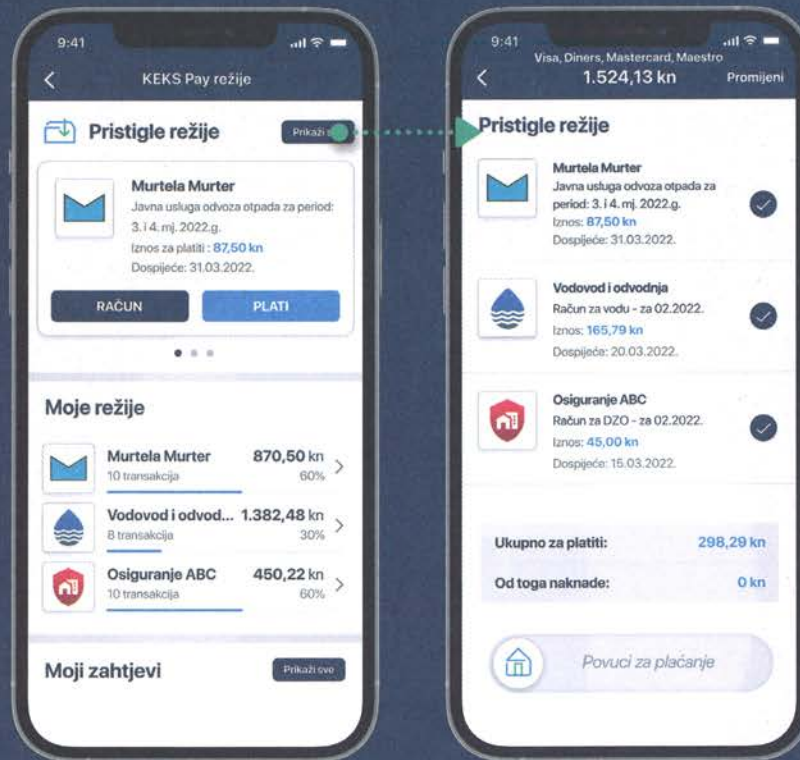 9:41
KEKS Pay režije
Pristigle režije
Prikaži sve
Murtela Murter
Javna usluga odvoza otpada za period:
3. i 4. mj. 2022.g.
Iznos za platiti : 87,50 kn
Dospijeće: 31.03.2022.
RAČUN
PLATI
Moje režije
Murtela Murter
870,50 kn
10 transakcija
60%
Vodovod i odvod...
1.382,48 kn
8 transakcija
30%
Osiguranje ABC
450,22 kn
10 transakcija
60%
Moji zahtjevi
Prikaži sve
9:41
Visa, Diners, Mastercard, Maestro
1.524,13 kn
Promijeni
Pristigle režije
Murtela Murter
Javna usluga odvoza otpada za
period: 3. i 4. mj. 2022.g.
Iznos: 87,50 kn
Dospijeće: 31.03.2022.
Vodovod i odvodnja
Račun za vodu - za 02.2022.
Iznos: 165,79 kn
Dospijeće: 20.03.2022.
Osiguranje ABC
Račun za DZO - za 02.2022.
Iznos: 45,00 kn
Dospijeće: 15.03.2022.
Ukupno za platiti:
298,29 kn
Od toga naknade:
0 kn
Povuci za plaćanje